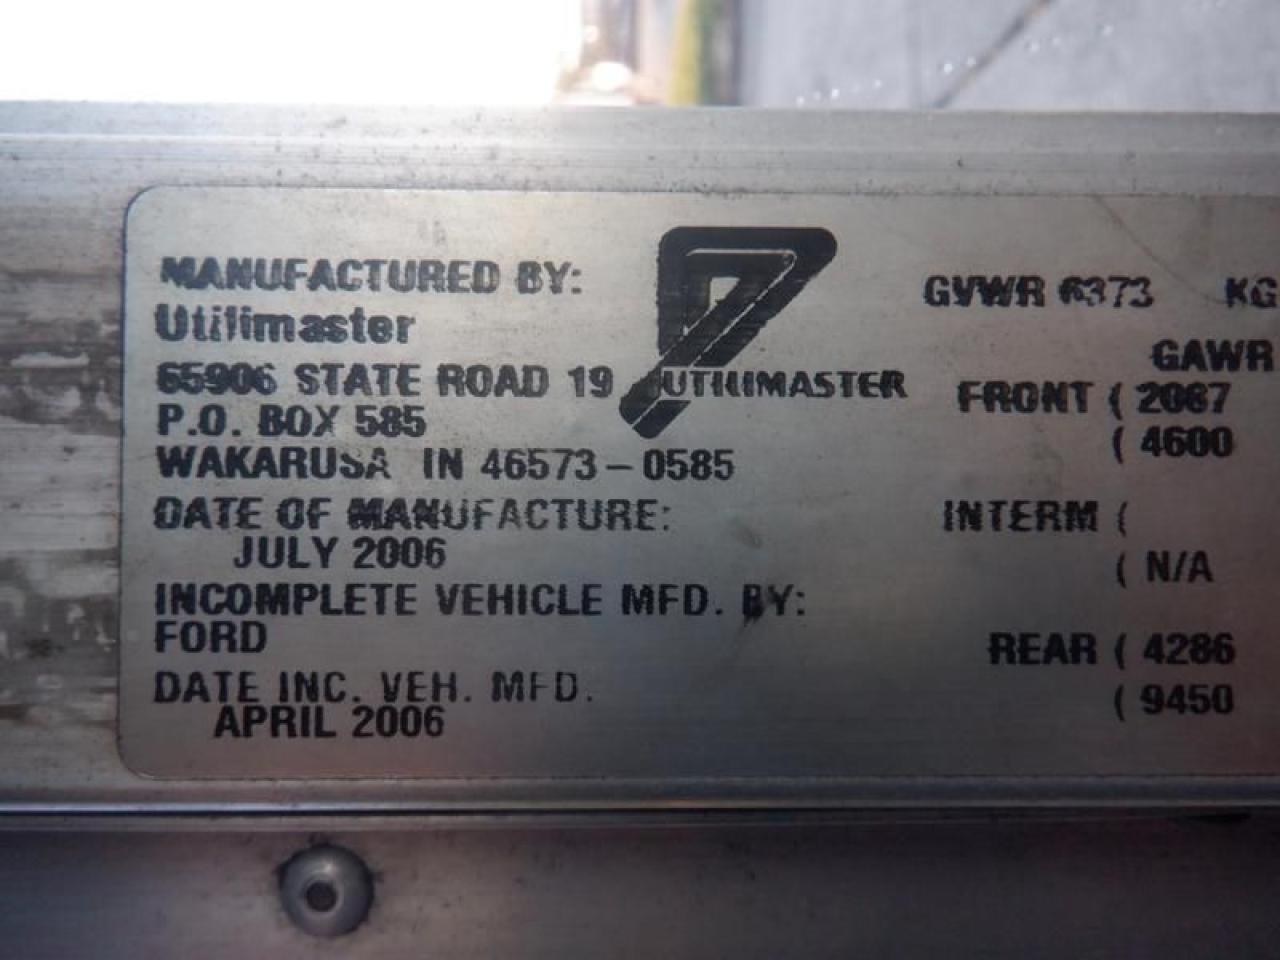 MANUFACTURED BY:
Utilimaster
65906 STATE ROAD 19
P.O. BOX 585
WAKARUSA IN 46573-0585
DATE OF MANUFACTURE:
JULY 2006
INCOMPLETE VEHICLE MFD. BY:
FORD
DATE INC. VEH. MFD.
APRIL 2006
UTILIMASTER
GVWR 6373 KG
GAWR
FRONT ( 2087
( 4600
INTERM (
( N/A
REAR ( 4286
( 9450